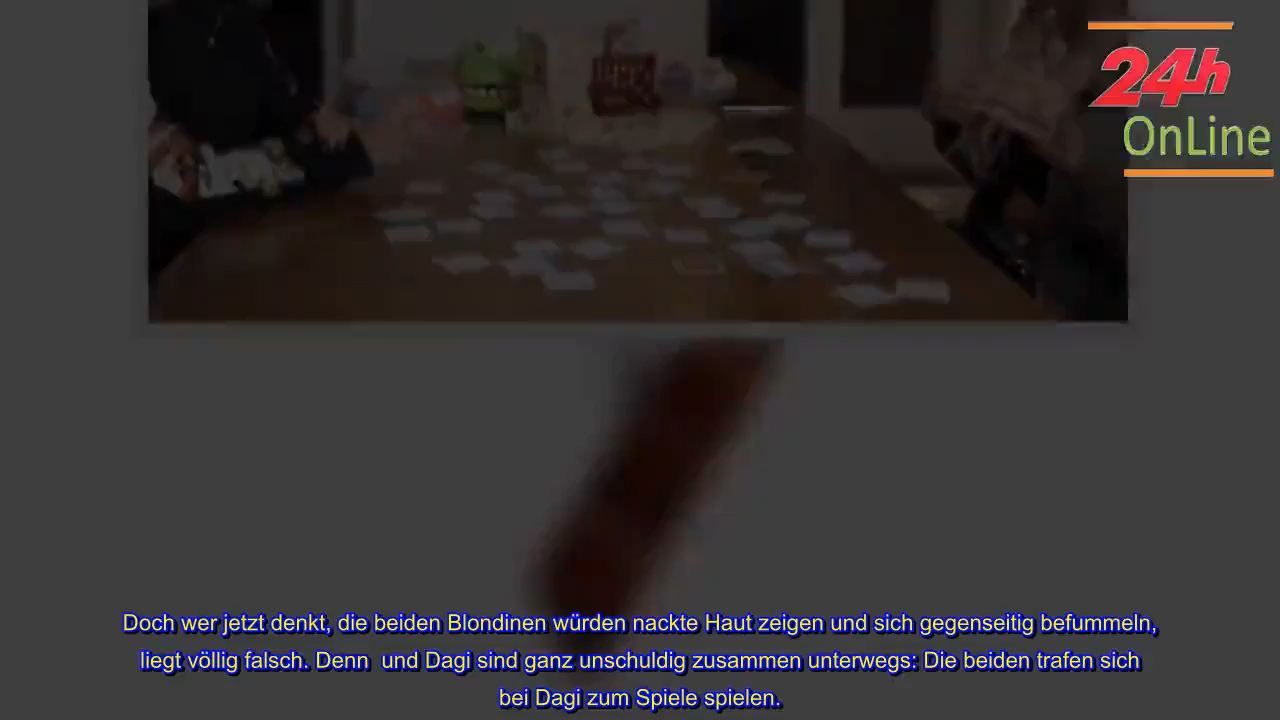 24h
OnLine
Doch wer jetzt denkt, die beiden Blondinen würden nackte Haut zeigen und sich gegenseitig befummeln,
liegt völlig falsch. Denn  und Dagi sind ganz unschuldig zusammen unterwegs: Die beiden trafen sich
bei Dagi zum Spiele spielen.